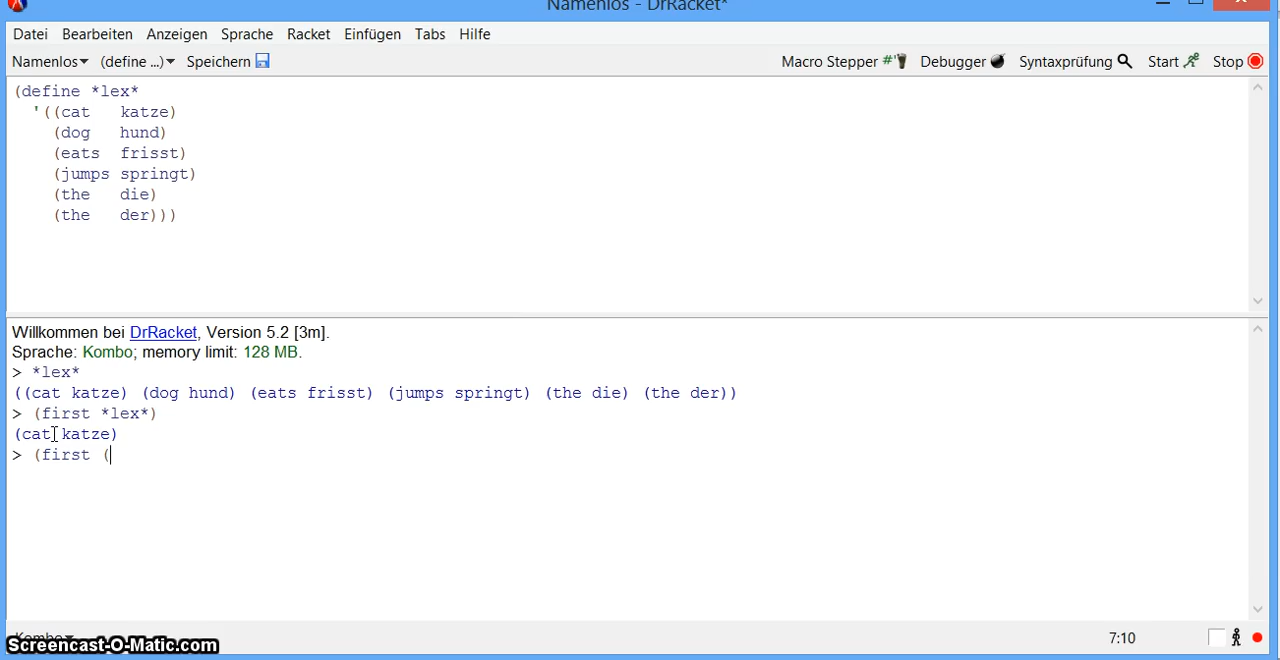 Namenlos - DrRacket*
Datei Bearbeiten Anzeigen Sprache Racket Einfügen Tabs Hilfe
Namenlos (define ...) Speichern Macro Stepper #' Debugger Syntaxprüfung Start Stop
(define *lex*
'((cat katze)
(dog hund)
(eats frisst)
(jumps springt)
(the die)
(the der)))
Willkommen bei DrRacket, Version 5.2 [3m].
Sprache: Kombo; memory limit: 128 MB.
> *lex*
((cat katze) (dog hund) (eats frisst) (jumps springt) (the die) (the der))
> (first *lex*)
(cat katze)
> (first (
Kombo 7:10
Screencast-O-Matic.com